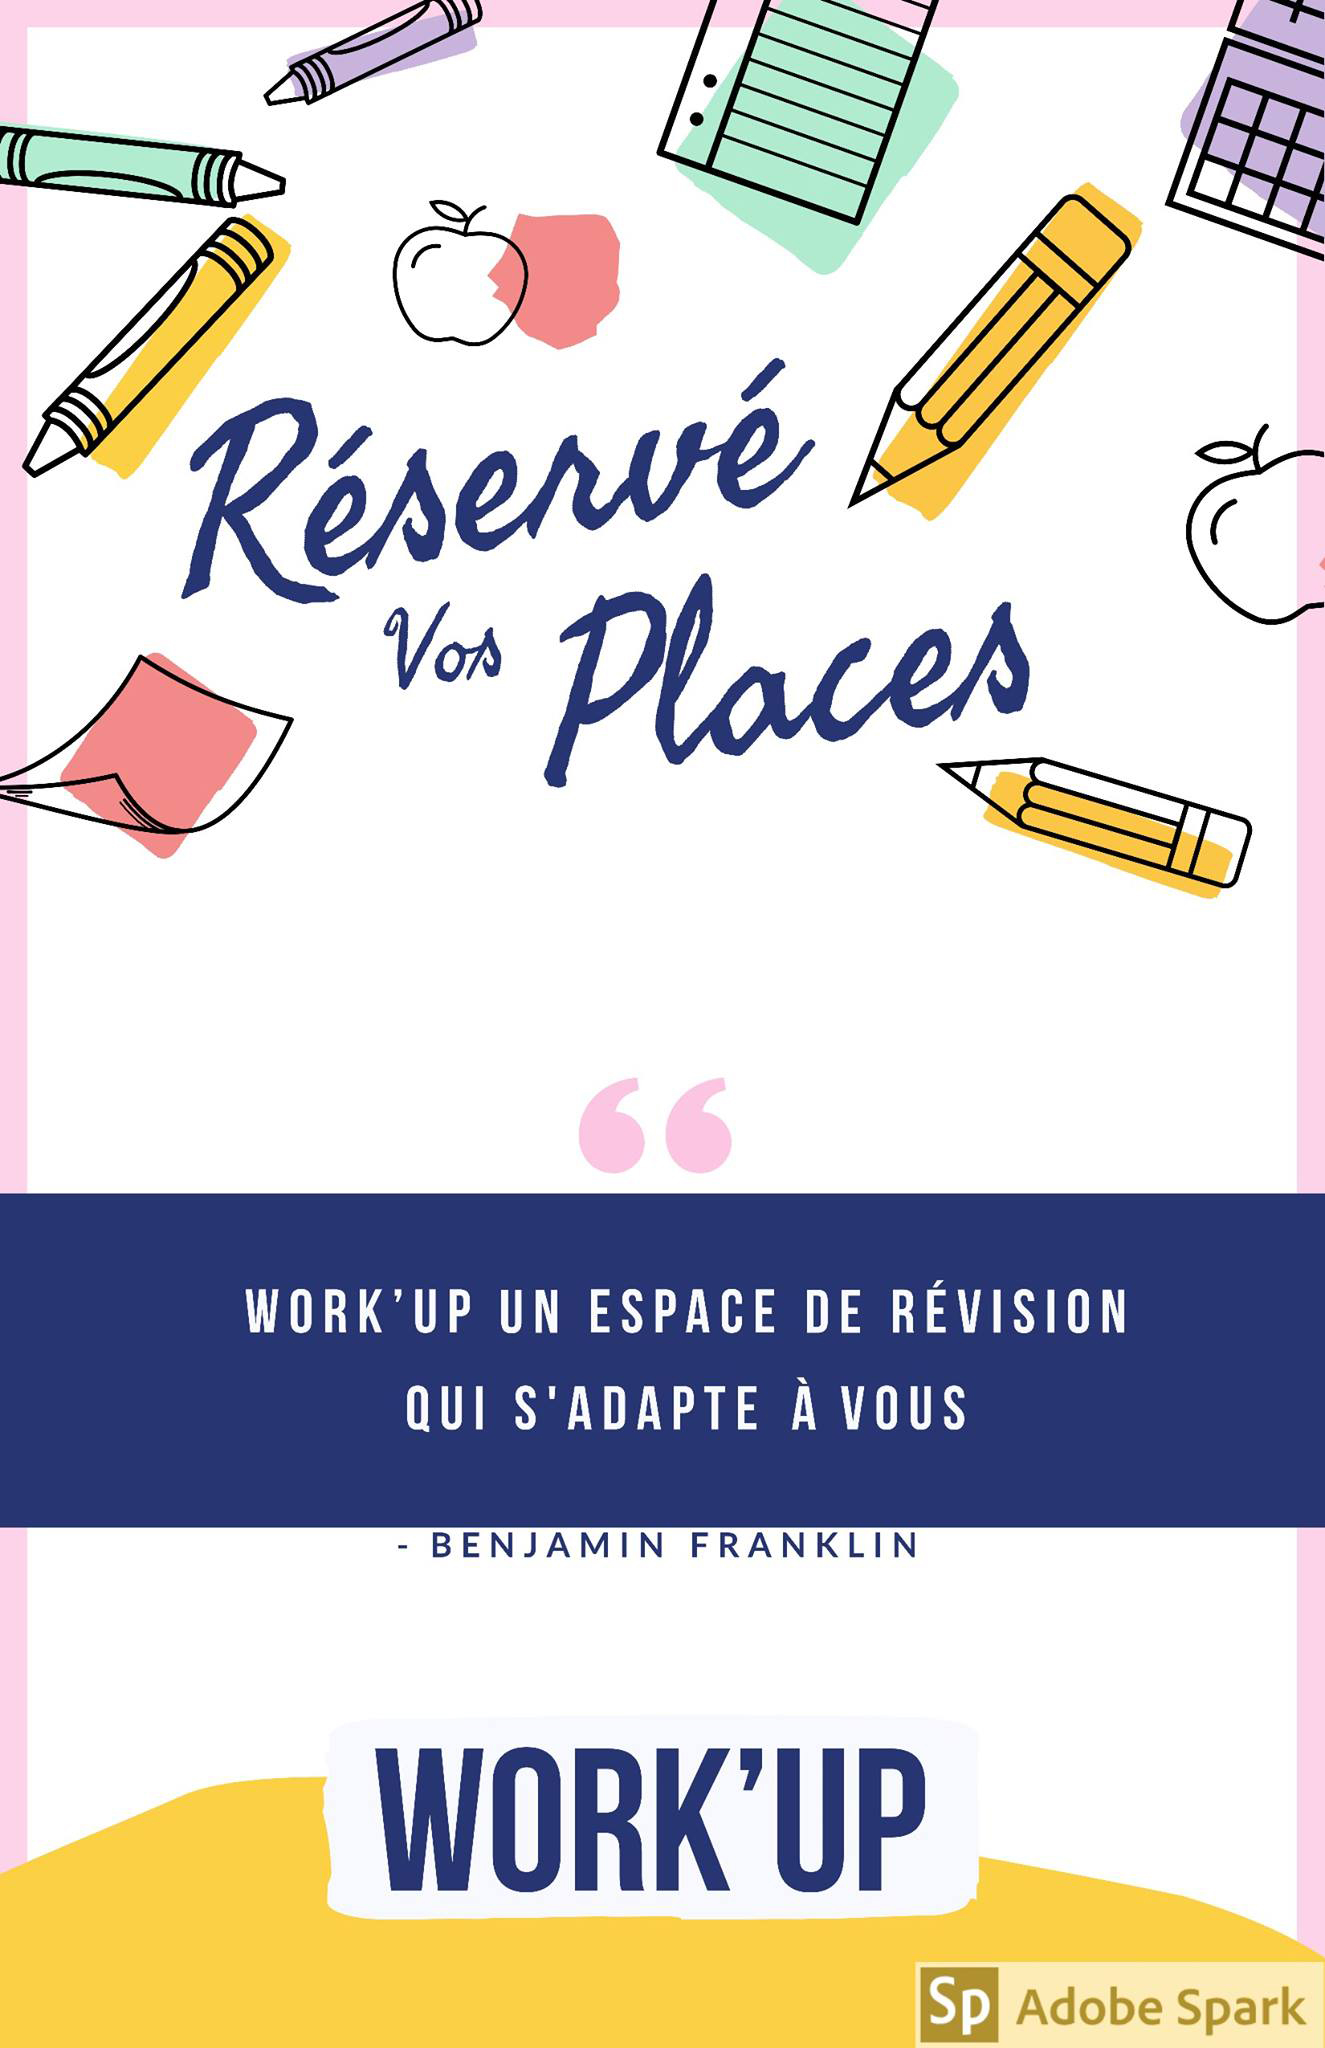 Réservé
Vos Places
WORK’UP UN ESPACE DE RÉVISION
QUI S'ADAPTE À VOUS
- BENJAMIN FRANKLIN
WORK’UP
Sp Adobe Spark